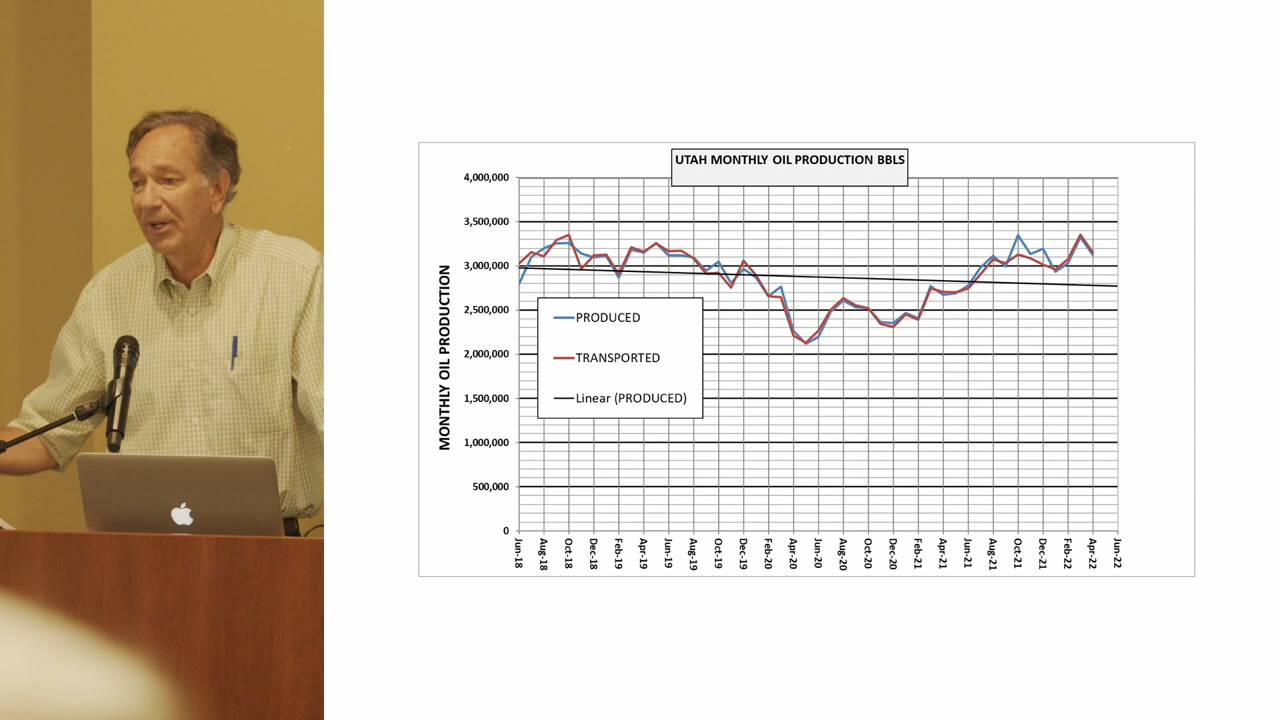 UTAH MONTHLY OIL PRODUCTION BBLS
MONTHLY OIL PRODUCTION
4,000,000
3,500,000
3,000,000
2,500,000
2,000,000
1,500,000
1,000,000
500,000
0
PRODUCED
TRANSPORTED
Linear (PRODUCED)
Jun-18
Aug-18
Oct-18
Dec-18
Feb-19
Apr-19
Jun-19
Aug-19
Oct-19
Dec-19
Feb-20
Apr-20
Jun-20
Aug-20
Oct-20
Dec-20
Feb-21
Apr-21
Jun-21
Aug-21
Oct-21
Dec-21
Feb-22
Apr-22
Jun-22